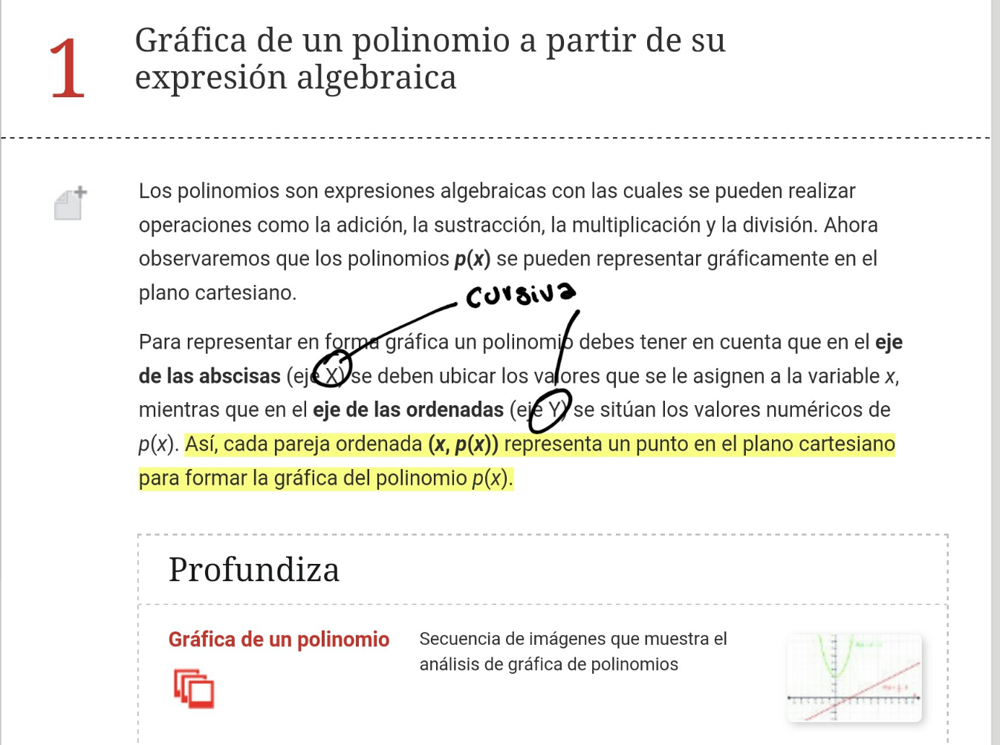 1
Gráfica de un polinomio a partir de su
expresión algebraica
Los polinomios son expresiones algebraicas con las cuales se pueden realizar
operaciones como la adición, la sustracción, la multiplicación y la división. Ahora
observaremos que los polinomios p(x) se pueden representar gráficamente en el
plano cartesiano.
cursiva
Para representar en forma gráfica un polinomio debes tener en cuenta que en el eje
de las abscisas (eje X) se deben ubicar los valores que se le asignen a la variable x,
mientras que en el eje de las ordenadas (eje Y) se sitúan los valores numéricos de
p(x). Así, cada pareja ordenada (x, p(x)) representa un punto en el plano cartesiano
para formar la gráfica del polinomio p(x).
Profundiza
Gráfica de un polinomio
Secuencia de imágenes que muestra el
análisis de gráfica de polinomios